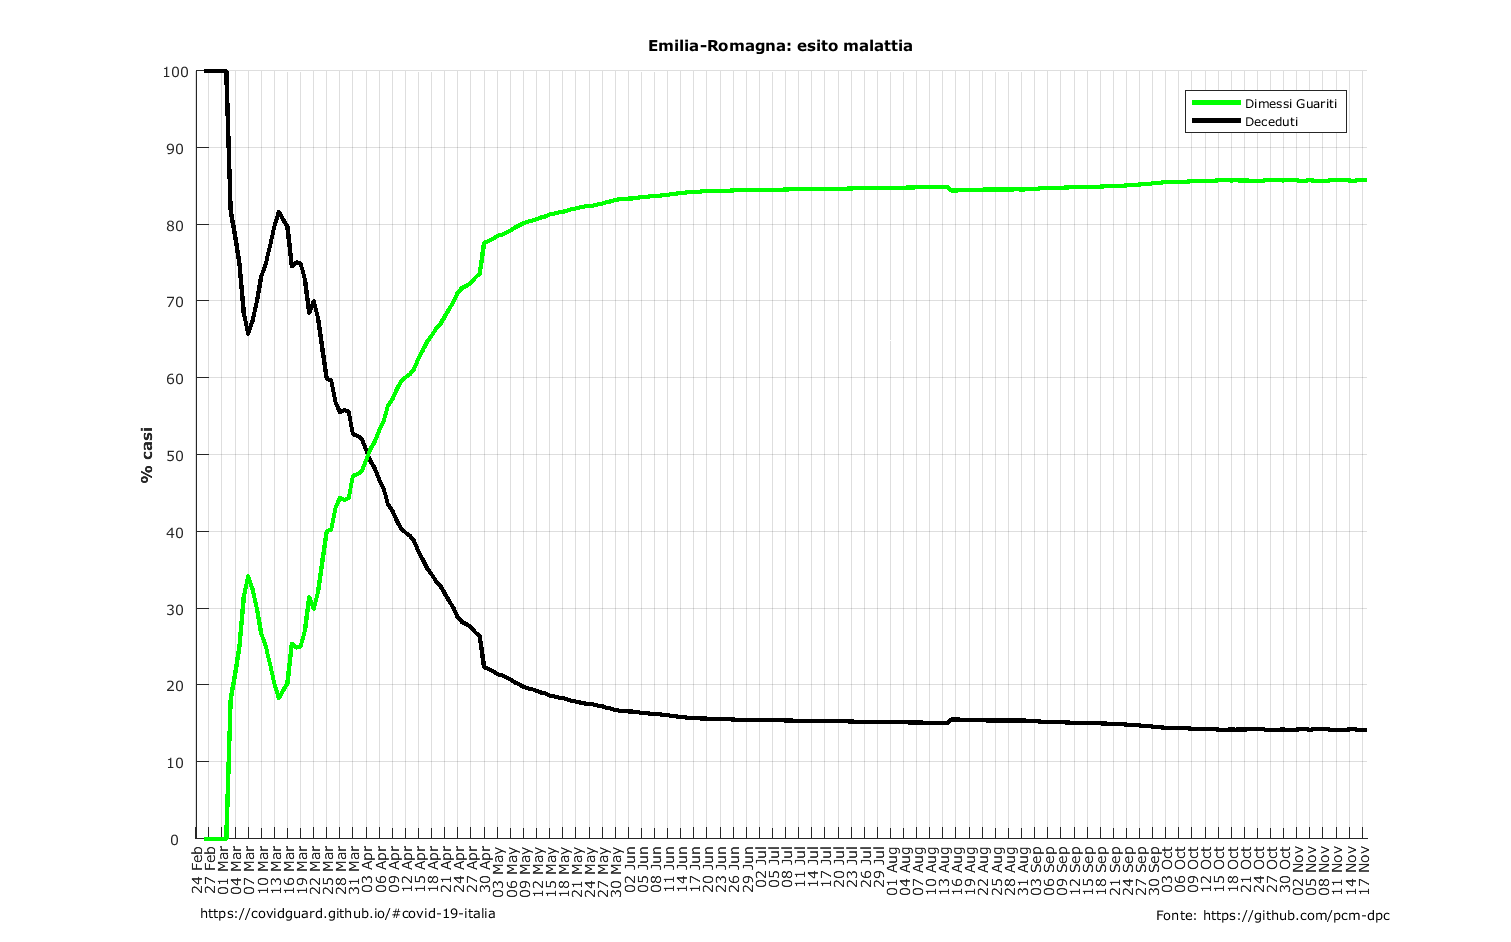 Emilia-Romagna: esito malattia
Dimessi Guariti
Deceduti
% casi
100
90
80
70
60
50
40
30
20
10
0
24 Feb
27 Feb
01 Mar
04 Mar
07 Mar
10 Mar
13 Mar
16 Mar
19 Mar
22 Mar
25 Mar
28 Mar
31 Mar
03 Apr
06 Apr
09 Apr
12 Apr
15 Apr
18 Apr
21 Apr
24 Apr
27 Apr
30 Apr
03 May
06 May
09 May
12 May
15 May
18 May
21 May
24 May
27 May
30 May
02 Jun
05 Jun
08 Jun
11 Jun
14 Jun
17 Jun
20 Jun
23 Jun
26 Jun
29 Jun
02 Jul
05 Jul
08 Jul
11 Jul
14 Jul
17 Jul
20 Jul
23 Jul
26 Jul
29 Jul
01 Aug
04 Aug
07 Aug
10 Aug
13 Aug
16 Aug
19 Aug
22 Aug
25 Aug
28 Aug
31 Aug
03 Sep
06 Sep
09 Sep
12 Sep
15 Sep
18 Sep
21 Sep
24 Sep
27 Sep
30 Sep
03 Oct
06 Oct
09 Oct
12 Oct
15 Oct
18 Oct
21 Oct
24 Oct
27 Oct
30 Oct
02 Nov
05 Nov
08 Nov
11 Nov
14 Nov
17 Nov
https://covidguard.github.io/#covid-19-italia
Fonte: https://github.com/pcm-dpc